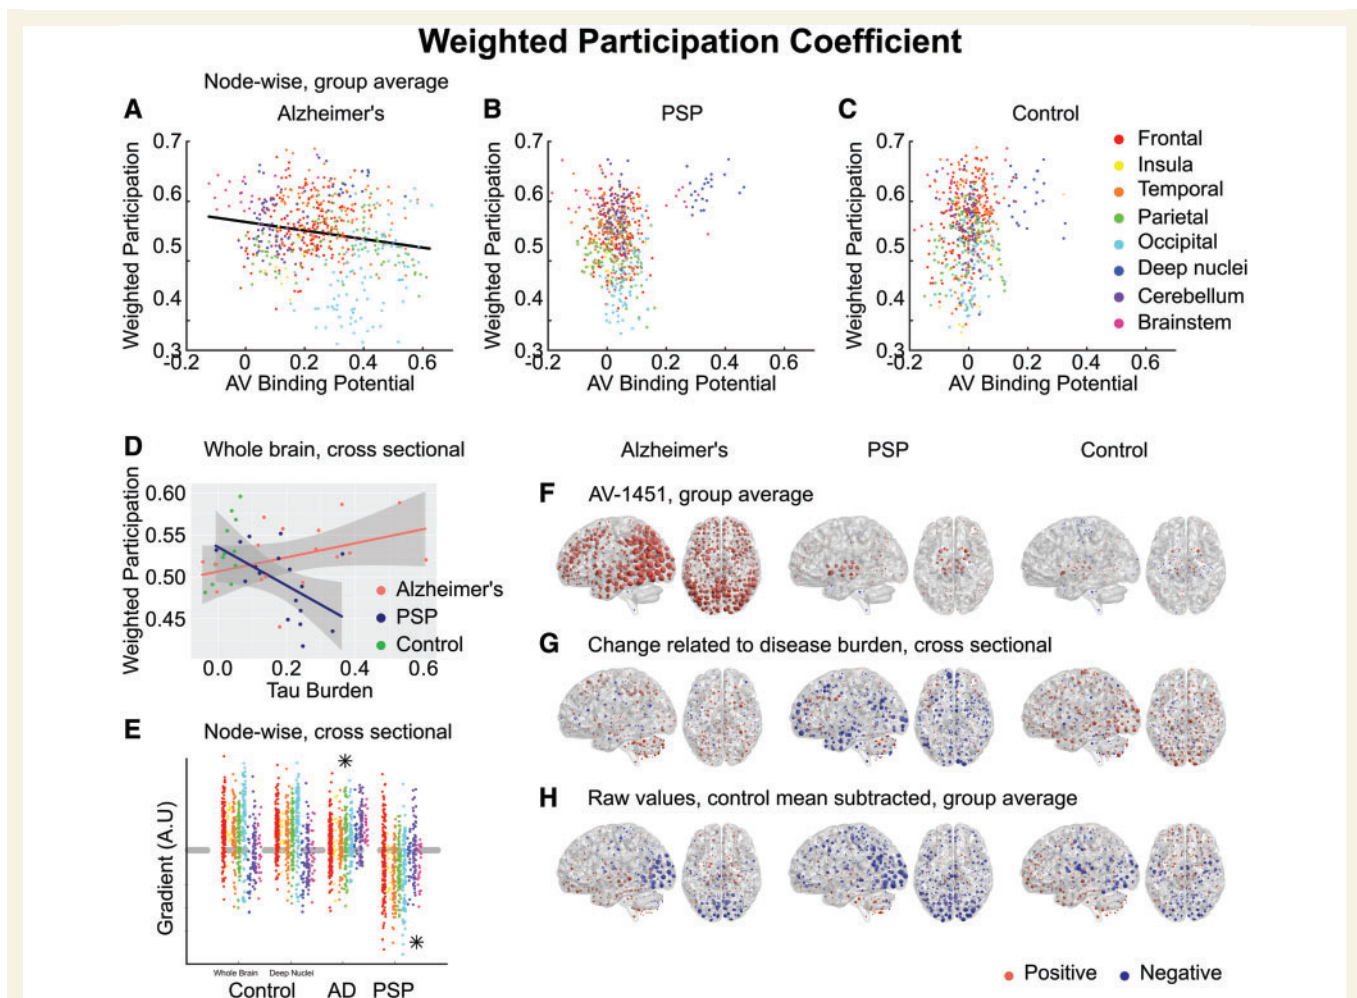 Weighted Participation Coefficient
Node-wise, group average
A
Alzheimer's
B
PSP
C
Control
Weighted Participation
0.7
0.6
0.5
0.4
0.3
-0.2 0 0.2 0.4 0.6
AV Binding Potential
Weighted Participation
0.7
0.6
0.5
0.4
0.3
-0.2 0 0.2 0.4 0.6
AV Binding Potential
Weighted Participation
0.7
0.6
0.5
0.4
0.3
-0.2 0 0.2 0.4 0.6
AV Binding Potential
Frontal
Insula
Temporal
Parietal
Occipital
Deep nuclei
Cerebellum
Brainstem
D Whole brain, cross sectional
Weighted Participation
0.60
0.55
0.50
0.45
Alzheimer's
PSP
Control
0.0 0.2 0.4 0.6
Tau Burden
E Node-wise, cross sectional
Gradient (A.U)
*
*
Whole Brain Deep Nuclei
Control AD PSP
Alzheimer's PSP Control
F AV-1451, group average
G Change related to disease burden, cross sectional
H Raw values, control mean subtracted, group average
Positive Negative